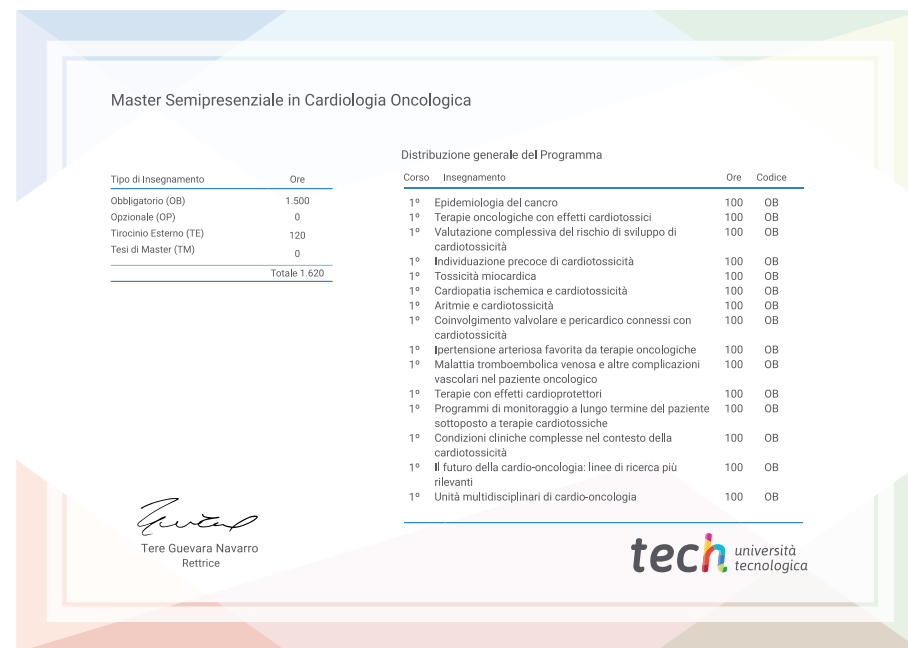 Master Semipresenziale in Cardiologia Oncologica
Tipo di Insegnamento Ore
Obbligatorio (OB) 1.500
Opzionale (OP) 0
Tirocinio Esterno (TE) 120
Tesi di Master (TM) 0
Totale 1.620
Distribuzione generale del Programma
Corso Insegnamento Ore Codice
1º Epidemiologia del cancro 100 OB
1º Terapie oncologiche con effetti cardiotossici 100 OB
1º Valutazione complessiva del rischio di sviluppo di 100 OB
cardiotossicità
1º Individuazione precoce di cardiotossicità 100 OB
1º Tossicità miocardica 100 OB
1º Cardiopatia ischemica e cardiotossicità 100 OB
1º Aritmie e cardiotossicità 100 OB
1º Coinvolgimento valvolare e pericardico connessi con 100 OB
cardiotossicità
1º Ipertensione arteriosa favorita da terapie oncologiche 100 OB
1º Malattia tromboembolica venosa e altre complicazioni 100 OB
vascolari nel paziente oncologico
1º Terapie con effetti cardioprotettori 100 OB
1º Programmi di monitoraggio a lungo termine del paziente 100 OB
sottoposto a terapie cardiotossiche
1º Condizioni cliniche complesse nel contesto della 100 OB
cardiotossicità
1º Il futuro della cardio-oncologia: linee di ricerca più 100 OB
rilevanti
1º Unità multidisciplinari di cardio-oncologia 100 OB
Tere Guevara Navarro
Rettrice
tech università
tecnologica